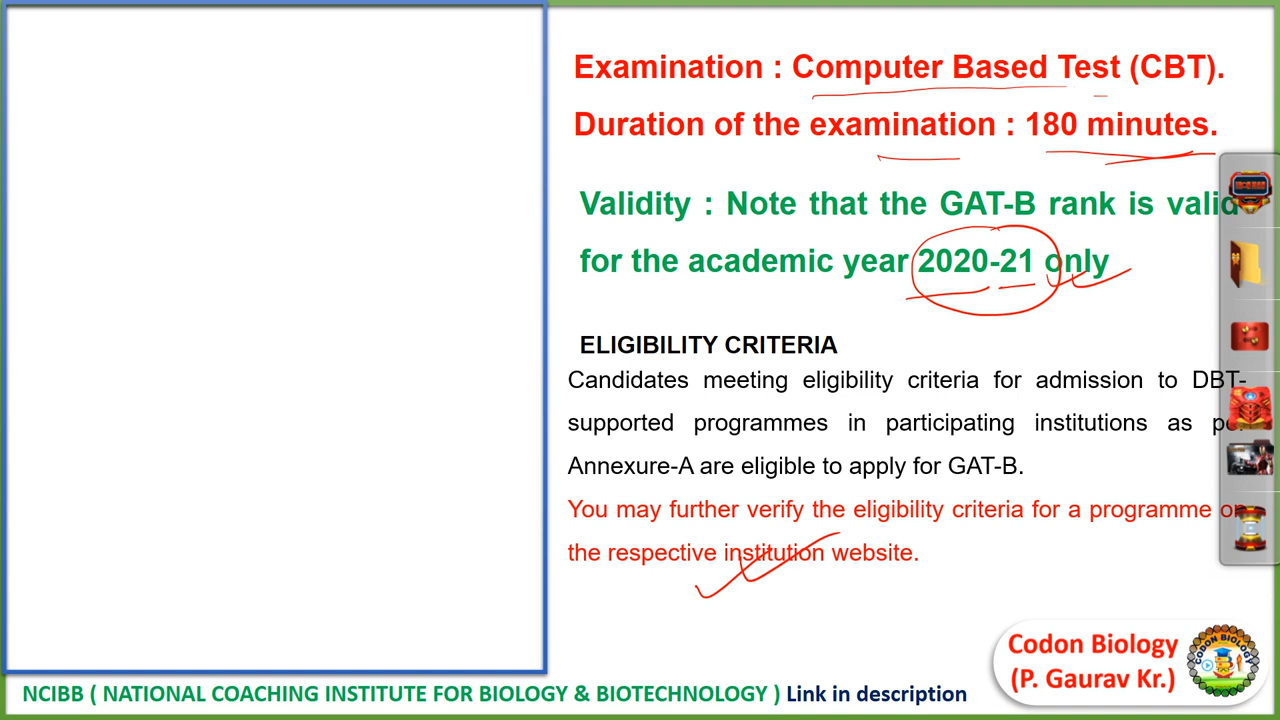 Examination : Computer Based Test (CBT).
Duration of the examination : 180 minutes.
Validity : Note that the GAT-B rank is valid
for the academic year 2020-21 only
ELIGIBILITY CRITERIA
Candidates meeting eligibility criteria for admission to DBT-
supported programmes in participating institutions as per
Annexure-A are eligible to apply for GAT-B.
You may further verify the eligibility criteria for a programme on
the respective institution website.
Codon Biology
(P. Gaurav Kr.)
CODON BIOLOGY
NCIBB ( NATIONAL COACHING INSTITUTE FOR BIOLOGY & BIOTECHNOLOGY ) Link in description